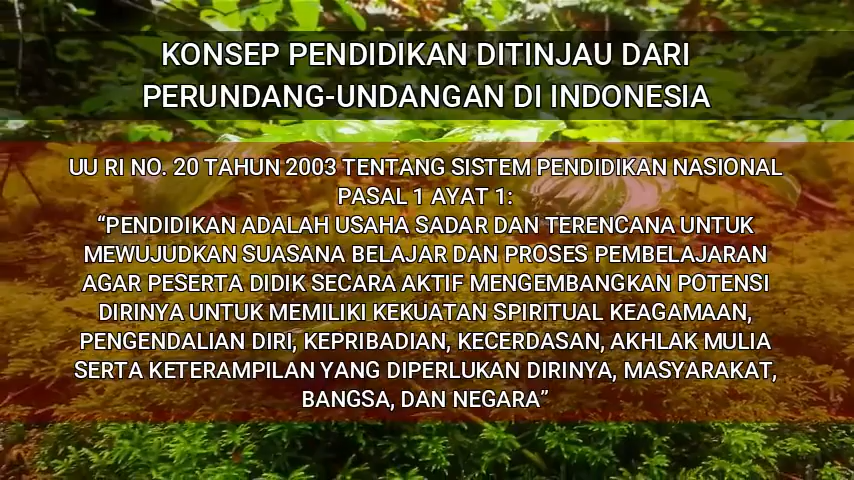 KONSEP PENDIDIKAN DITINJAU DARI
PERUNDANG-UNDANGAN DI INDONESIA
UU RI NO. 20 TAHUN 2003 TENTANG SISTEM PENDIDIKAN NASIONAL
PASAL 1 AYAT 1:
“PENDIDIKAN ADALAH USAHA SADAR DAN TERENCANA UNTUK
MEWUJUDKAN SUASANA BELAJAR DAN PROSES PEMBELAJARAN
AGAR PESERTA DIDIK SECARA AKTIF MENGEMBANGKAN POTENSI
DIRINYA UNTUK MEMILIKI KEKUATAN SPIRITUAL KEAGAMAAN,
PENGENDALIAN DIRI, KEPRIBADIAN, KECERDASAN, AKHLAK MULIA
SERTA KETERAMPILAN YANG DIPERLUKAN DIRINYA, MASYARAKAT,
BANGSA, DAN NEGARA”